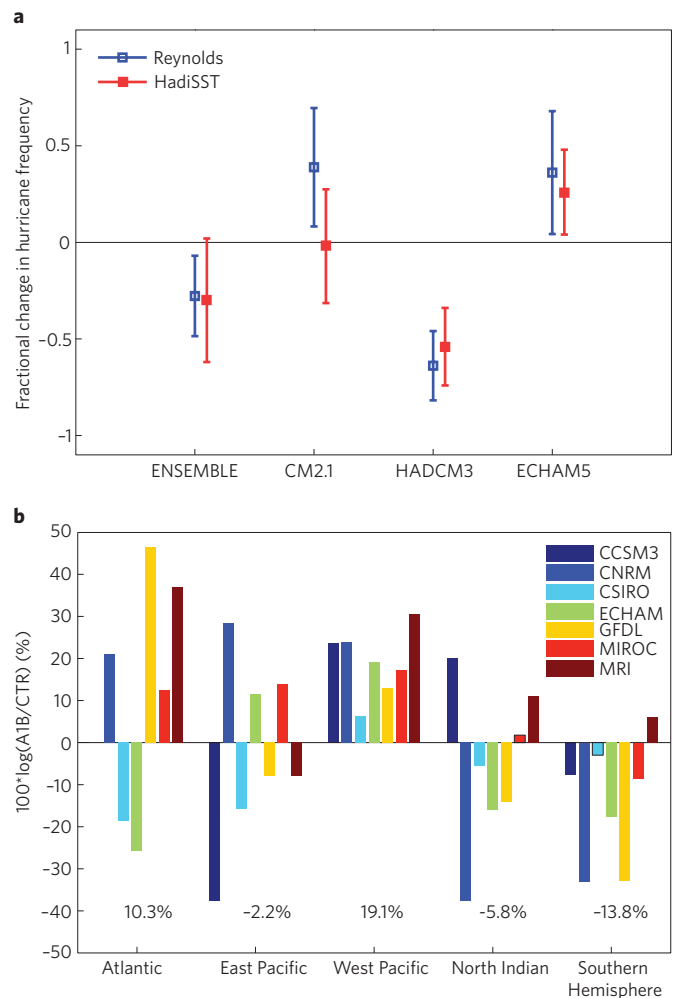 a
1
0.5
0
−0.5
−1
Fractional change in hurricane frequency
Reynolds
HadiSST
ENSEMBLE CM2.1 HADCM3 ECHAM5
b
50
40
30
20
10
0
-10
-20
-30
-40
-50
100*log(A1B/CTR) (%)
CCSM3
CNRM
CSIRO
ECHAM
GFDL
MIROC
MRI
10.3% -2.2% 19.1% -5.8% -13.8%
Atlantic East Pacific West Pacific North Indian Southern
Hemisphere